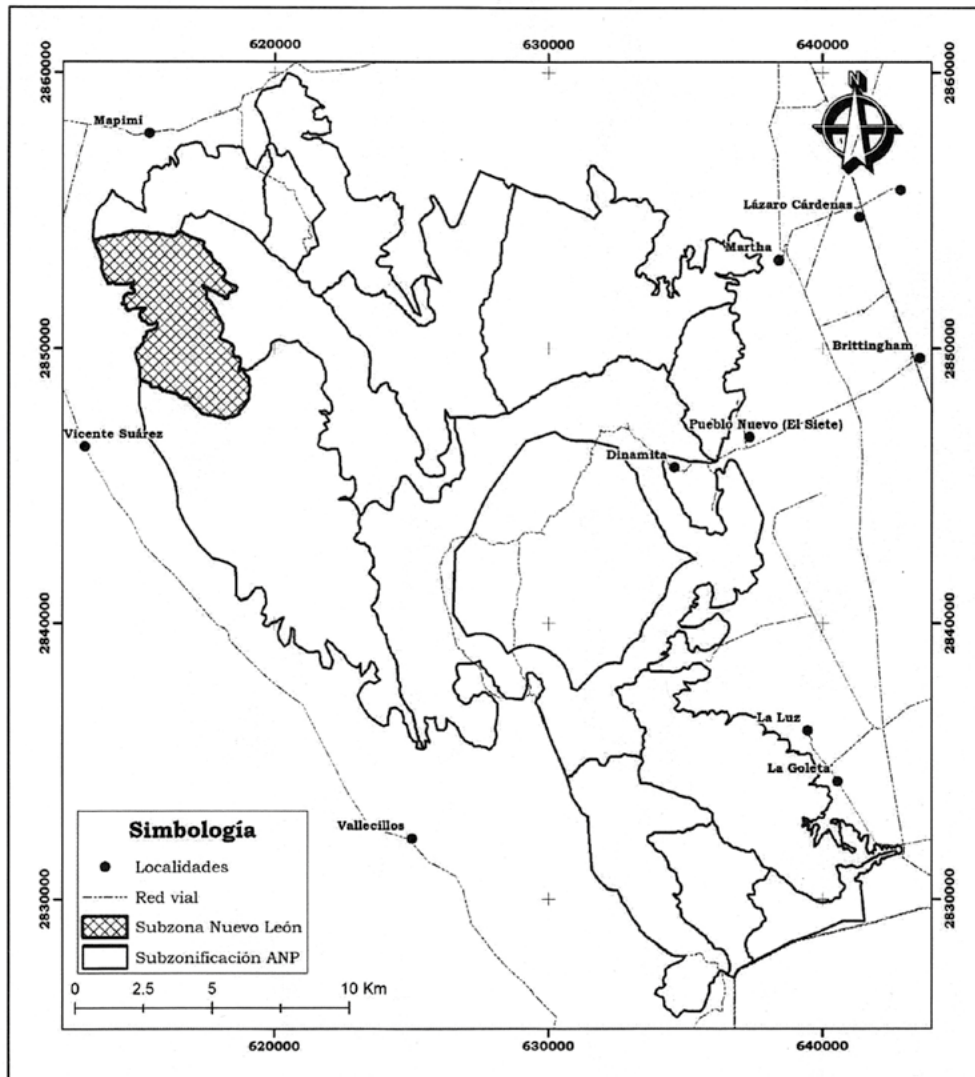 620000
630000
640000
2860000
2860000
N
Mapimí
Lázaro Cárdenas
Martha
2850000
2850000
Brittingham
Pueblo Nuevo (El Siete)
Vicente Suárez
Dinamita
2840000
2840000
La Luz
La Goleta
Vallecillos
Simbología
Localidades
Red vial
Subzona Nuevo León
Subzonificación ANP
2830000
2830000
0 2.5 5 10 Km
620000
630000
640000